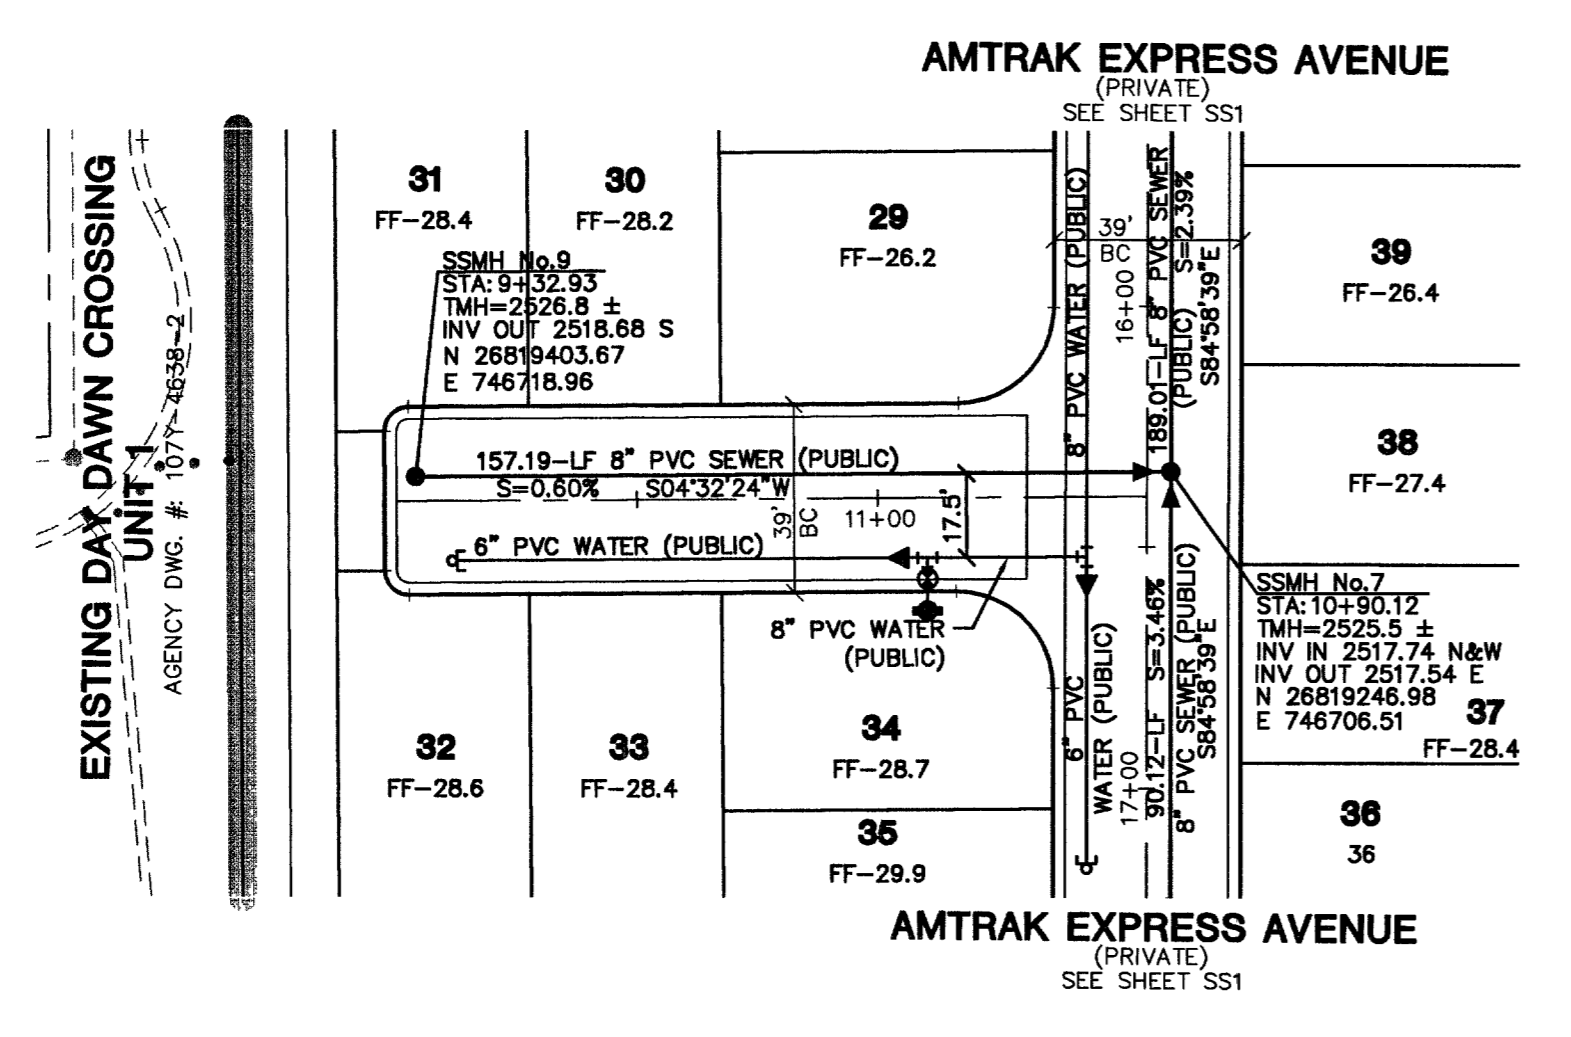 AMTRAK EXPRESS AVENUE
(PRIVATE)
SEE SHEET SS1
EXISTING DAY DAWN CROSSING
UNIT 1
AGENCY DWG. #: 107Y-4638-2
31
FF-28.4
30
FF-28.2
29
FF-26.2
SSMH No.9
STA: 9+32.93
TMH=2526.8 ±
INV OUT 2518.68 S
N 26819403.67
E 746718.96
8" PVC WATER (PUBLIC)
39'
BC
16+00
189.01-LF 8" PVC SEWER
(PUBLIC) S=2.39%
S84°58'39"E
39
FF-26.4
38
FF-27.4
157.19-LF 8" PVC SEWER (PUBLIC)
S=0.60% S04°32'24"W
39'
BC
11+00
17.5'
6" PVC WATER (PUBLIC)
8" PVC WATER
(PUBLIC)
SSMH No.7
STA: 10+90.12
TMH=2525.5 ±
INV IN 2517.74 N&W
INV OUT 2517.54 E
N 26819246.98
E 746706.51
37
FF-28.4
32
FF-28.6
33
FF-28.4
34
FF-28.7
35
FF-29.9
6" PVC
WATER (PUBLIC)
17+00
90.12-LF S=3.46%
8" PVC SEWER (PUBLIC)
S84°58'39"E
36
36
AMTRAK EXPRESS AVENUE
(PRIVATE)
SEE SHEET SS1